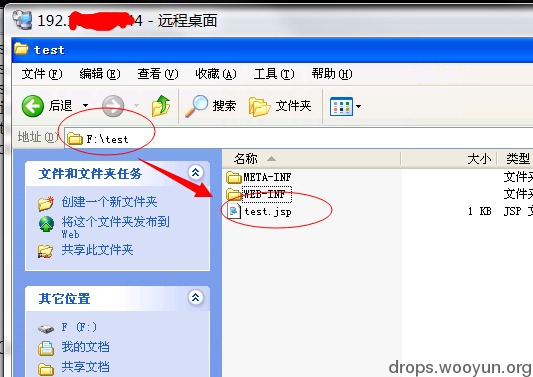 192. 4 - 远程桌面
test
文件(F) 编辑(E) 查看(V) 收藏(A) 工具(T) 帮助(H)
后退 搜索 文件夹
地址(D) F:\test
文件和文件夹任务
创建一个新文件夹
将这个文件夹发布到
Web
共享此文件夹
其它位置
F (F:)
我的文档
共享文档
名称 大小 类型
META-INF 文件夹
WEB-INF 文件夹
test.jsp 1 KB JSP
drops.wooyun.org